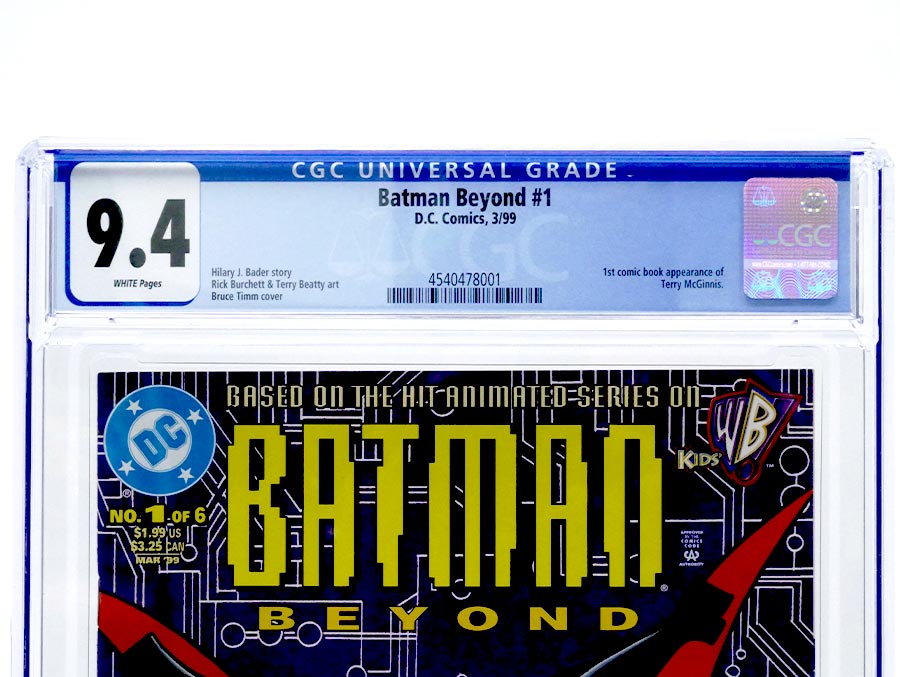 CGC UNIVERSAL GRADE
9.4
WHITE Pages
Batman Beyond #1
D.C. Comics, 3/99
Hilary J. Bader story
Rick Burchett & Terry Beatty art
Bruce Timm cover
4540478001
1st comic book appearance of
Terry McGinnis.
CGC
BASED ON THE HIT ANIMATED SERIES ON
KIDS' WB ™
DC
®
NO. 1 OF 6
$1.99 US
$3.25 CAN
MAR '99
BATMAN ®
BEYOND
APPROVED
BY THE
COMICS
CODE
CA
AUTHORITY